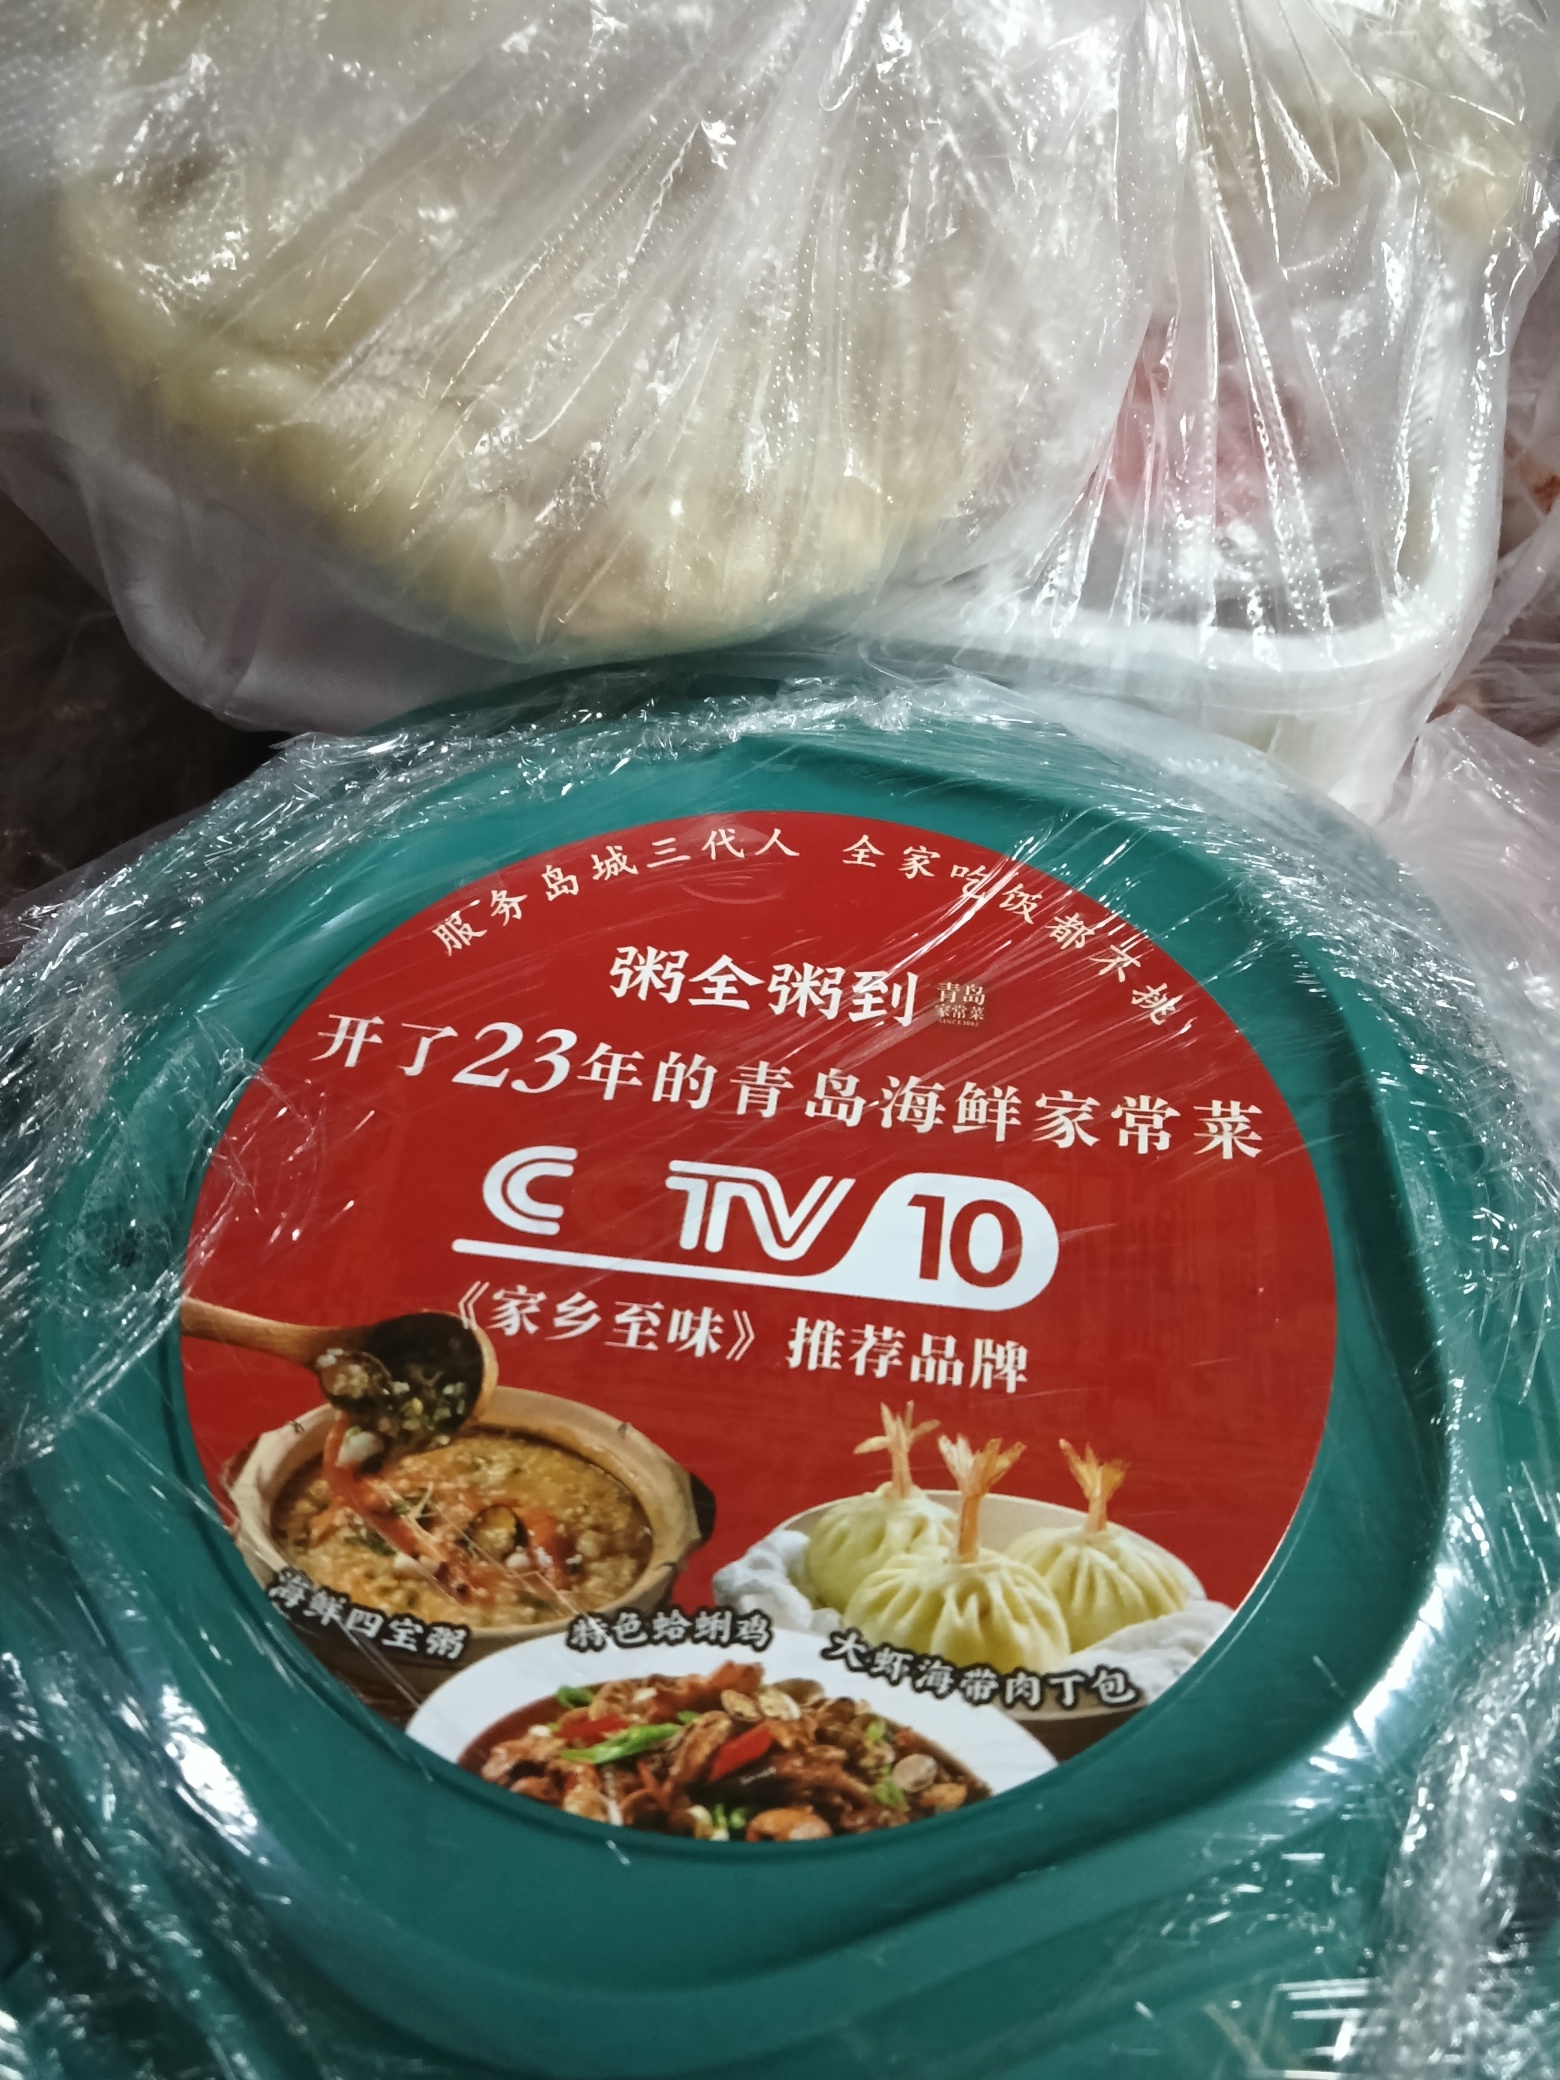 服务岛城三代人 全家吃饭都不挑
粥全粥到
青岛
家常菜
开了23年的青岛海鲜家常菜
CCTV 10
《家乡至味》推荐品牌
海鲜四宝粥
特色蛤蜊鸡
大虾海带肉丁包